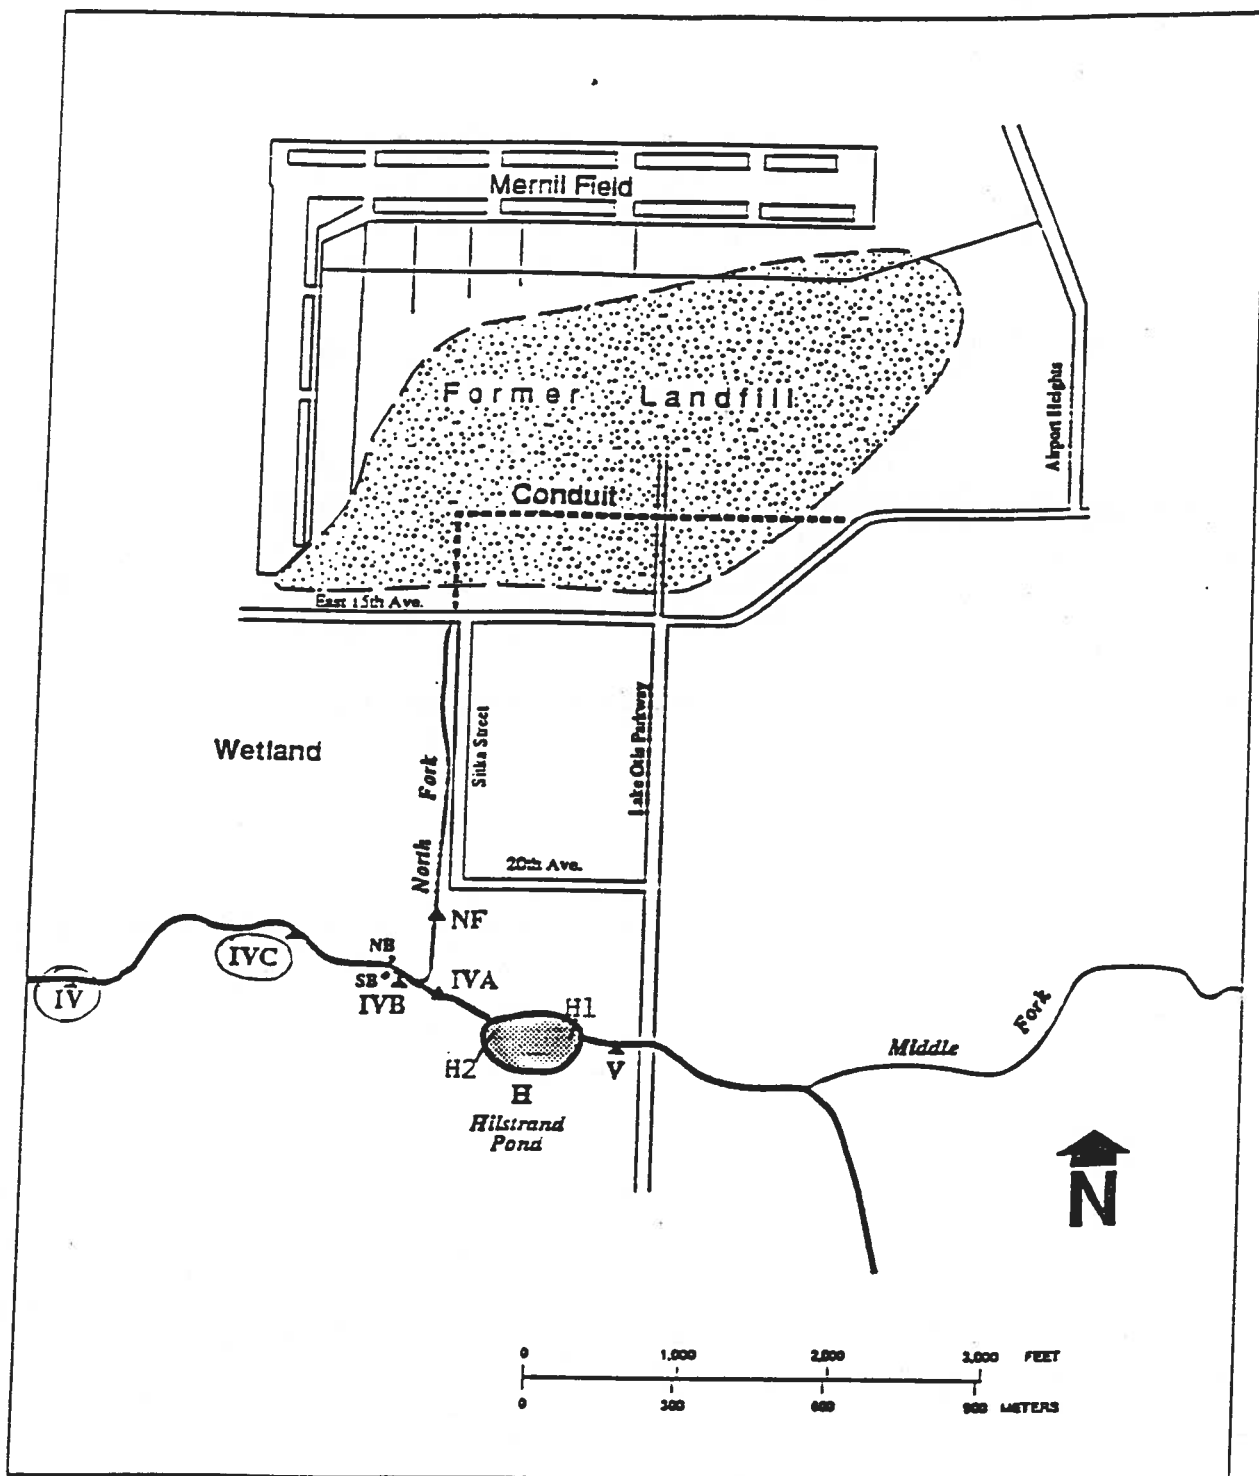 Merrill Field
Former Landfill
Airport Heights
Conduit
East 15th Ave.
Wetland
North Fork
Sitka Street
Lake Otis Parkway
20th Ave.
NF
IVC
NB
SB
IVA
IV
IVB
H1
H2
V
H
Hilstrand
Pond
Middle Fork
N
0 1,000 2,000 3,000 FEET
0 300 600 900 METERS